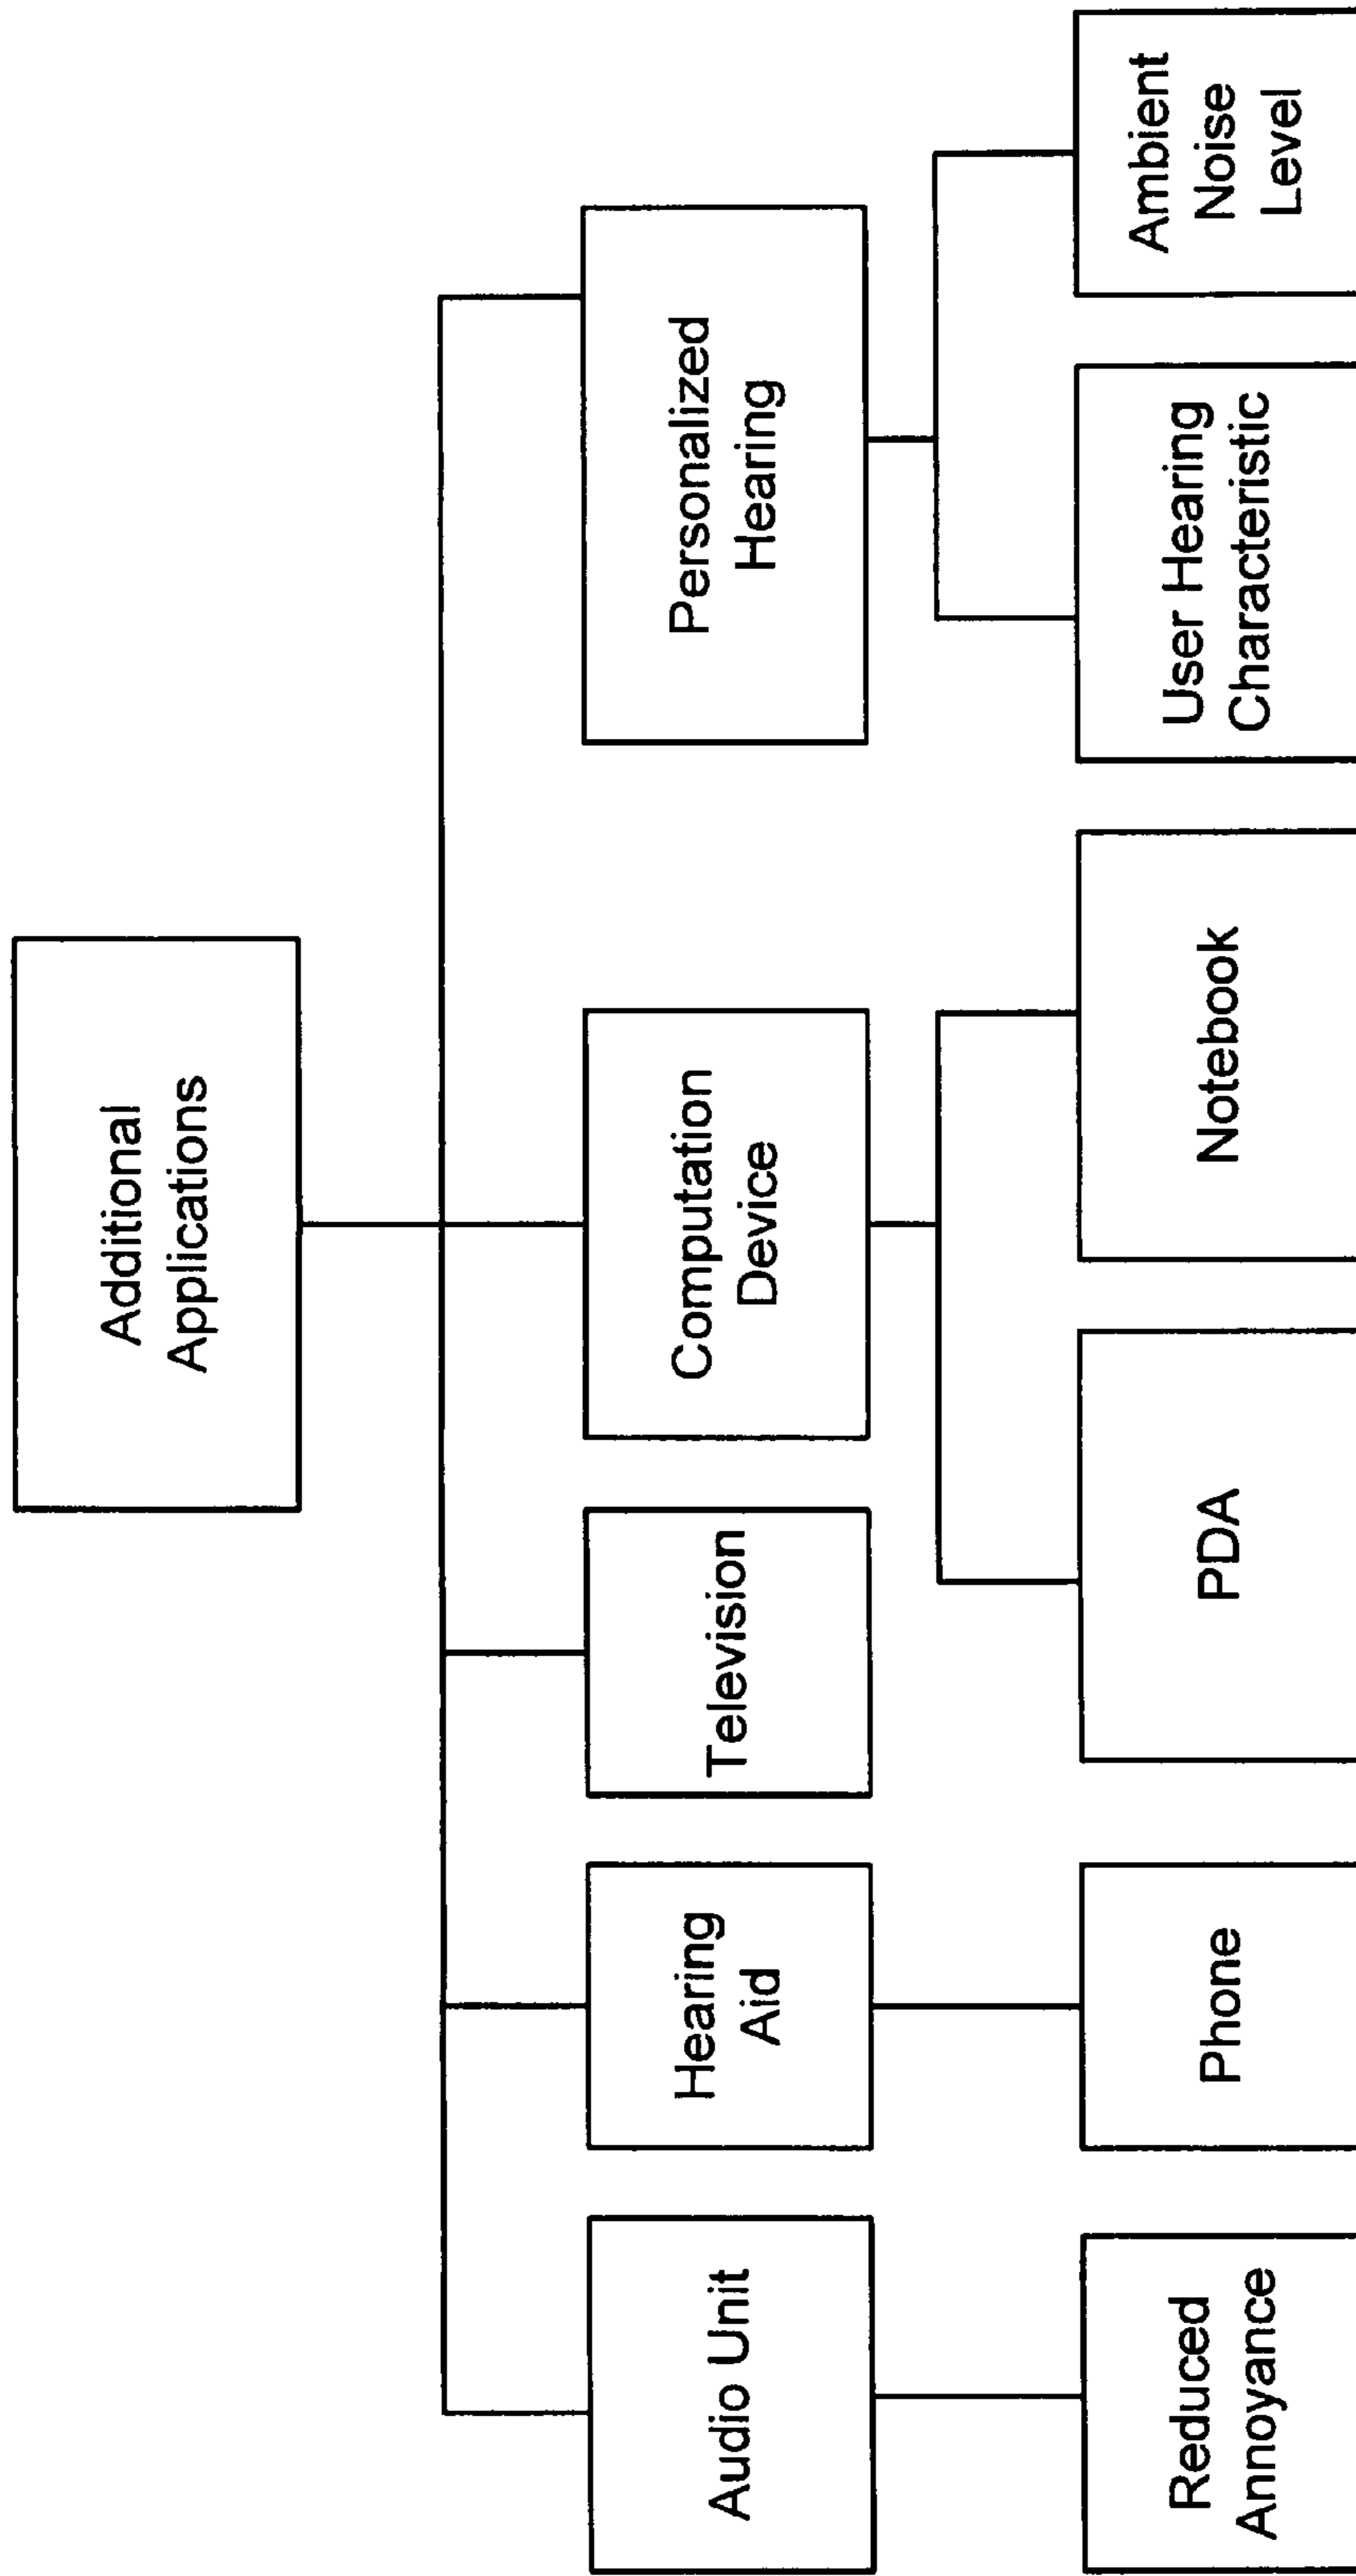 Additional
Applications
Audio Unit
Hearing
Aid
Television
Computation
Device
Personalized
Hearing
Reduced
Annoyance
Phone
PDA
Notebook
User Hearing
Characteristic
Ambient
Noise
Level